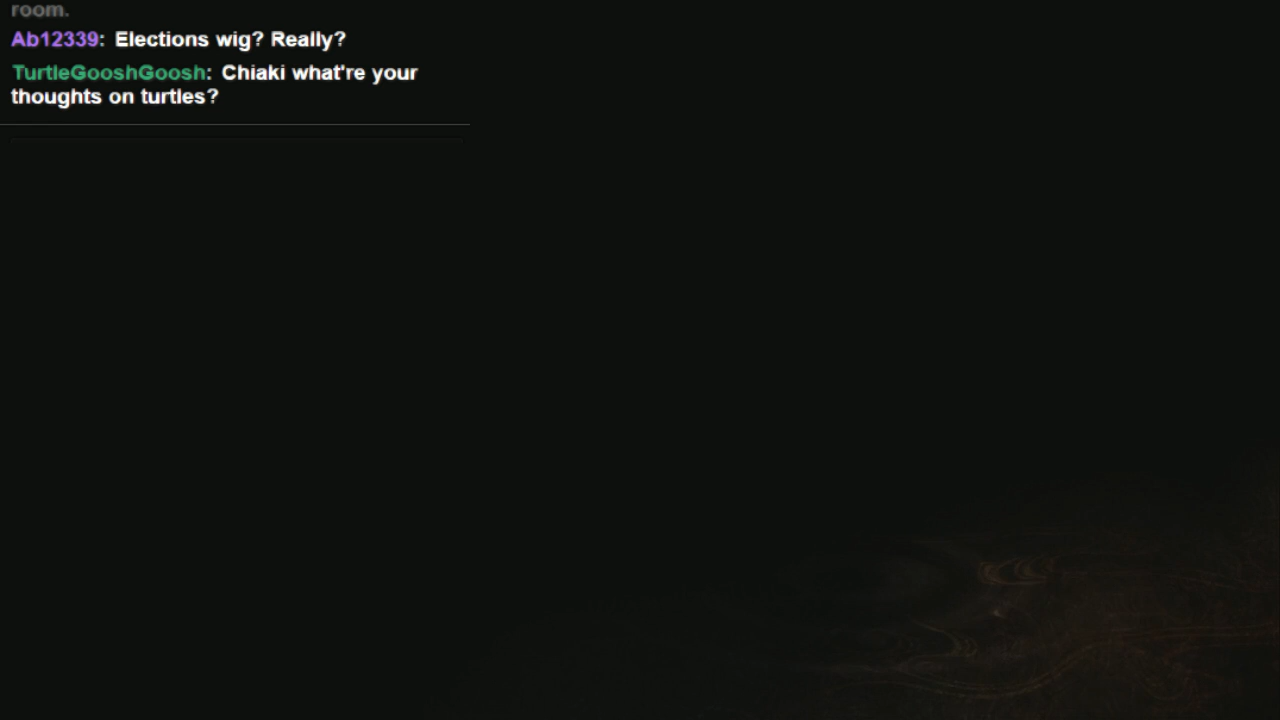 room.
Ab12339: Elections wig? Really?
TurtleGooshGoosh: Chiaki what're your
thoughts on turtles?